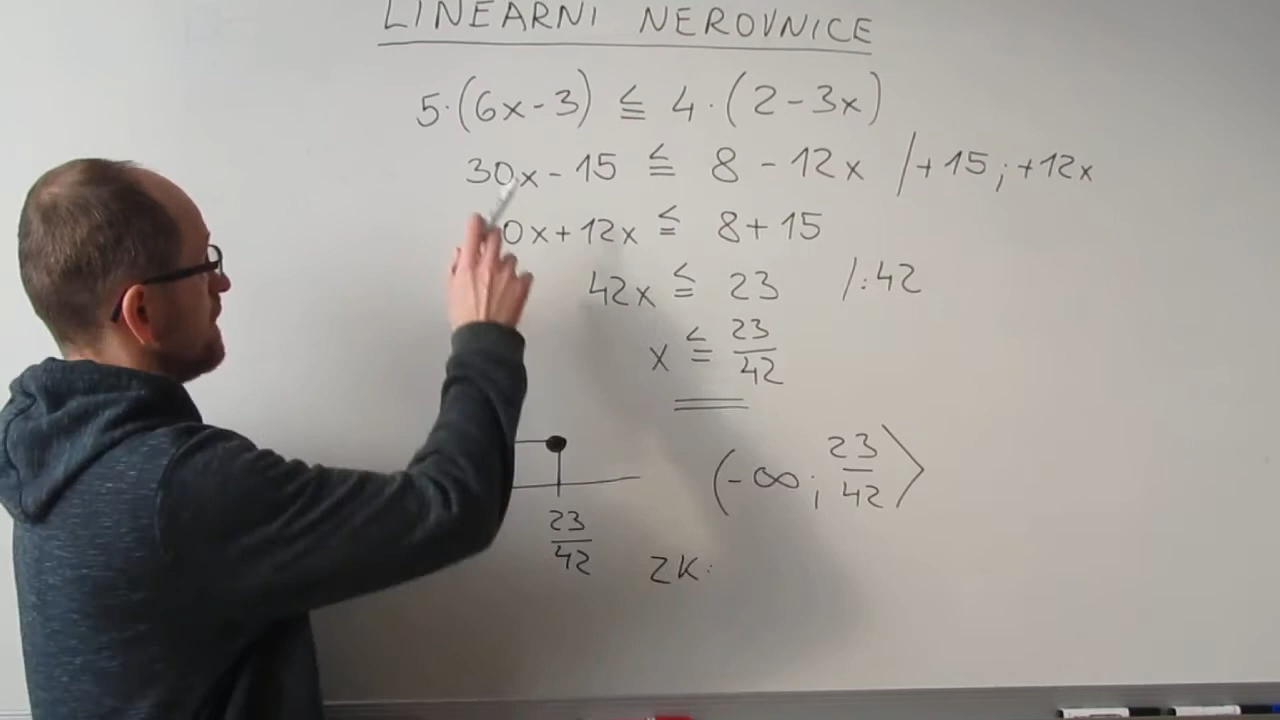 LINEARNI NEROVNICE
5·(6x-3) ≦ 4·(2-3x)
30x-15 ≦ 8-12x /+15;+12x
0x+12x ≦ 8+15
42x ≦ 23 /:42
x ≦ 23/42
(-∞; 23/42⟩
23/42
ZK: